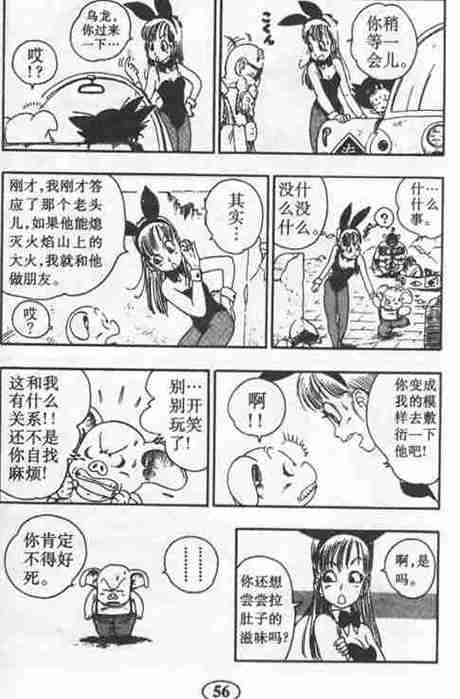 你稍
等一
会儿。
乌龙，
你过来
一下…
哎
!?
什…
什么
事。
?
没什么
没什么。
其实…
刚才，我刚才答
应了那个老头
儿，如果他能熄
灭火焰山上的
大火，我就和他
做朋友。
哎?
你变成
我的模
样去敷
衍一下
他吧!
啊
!!
别…
别开
玩笑
了!
这和我
有什么
关系!!
还不是
你自找
麻烦!
啊，是
吗。
你还想
尝尝拉
肚子的
滋味吗?
……
你肯定
不得好
死。
56